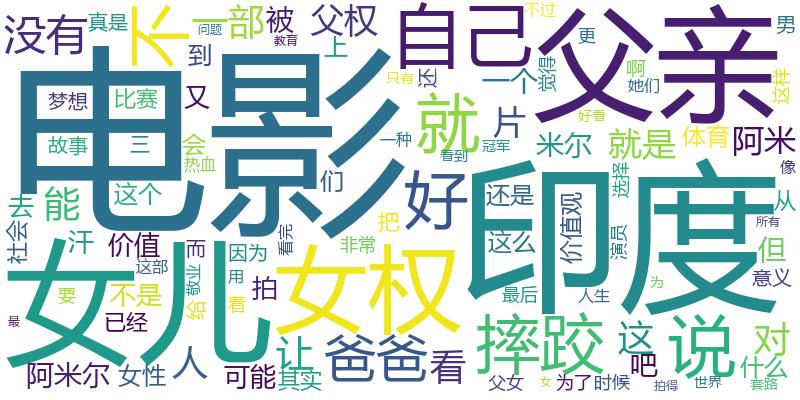 没有
真是
不
一部
问题
被
教育
父权
上
自己
父亲
不过
更
男
到
电影
梦想
比赛
又
故事
三
会
热血
这个
能
去
社会
汗
价值
而
因为
这部
敬业
用
要
不是
给
着
已经
最
女儿
人
阿米尔
女性
拍
可能
其实
让
看完
女权
非常
爸爸
看
们
一种
把
好
只有
还
就
看到
冠军
一个
觉得
片
米尔
还是
这么
价值观
最后
人生
演员
选择
就是
啊
她们
体育
好看
阿米
这样
像
从
但
所有
意义
为
印度
摔跤
这
说
对
吧
什么
父女
女
为了
时候
拍得
世界
套路